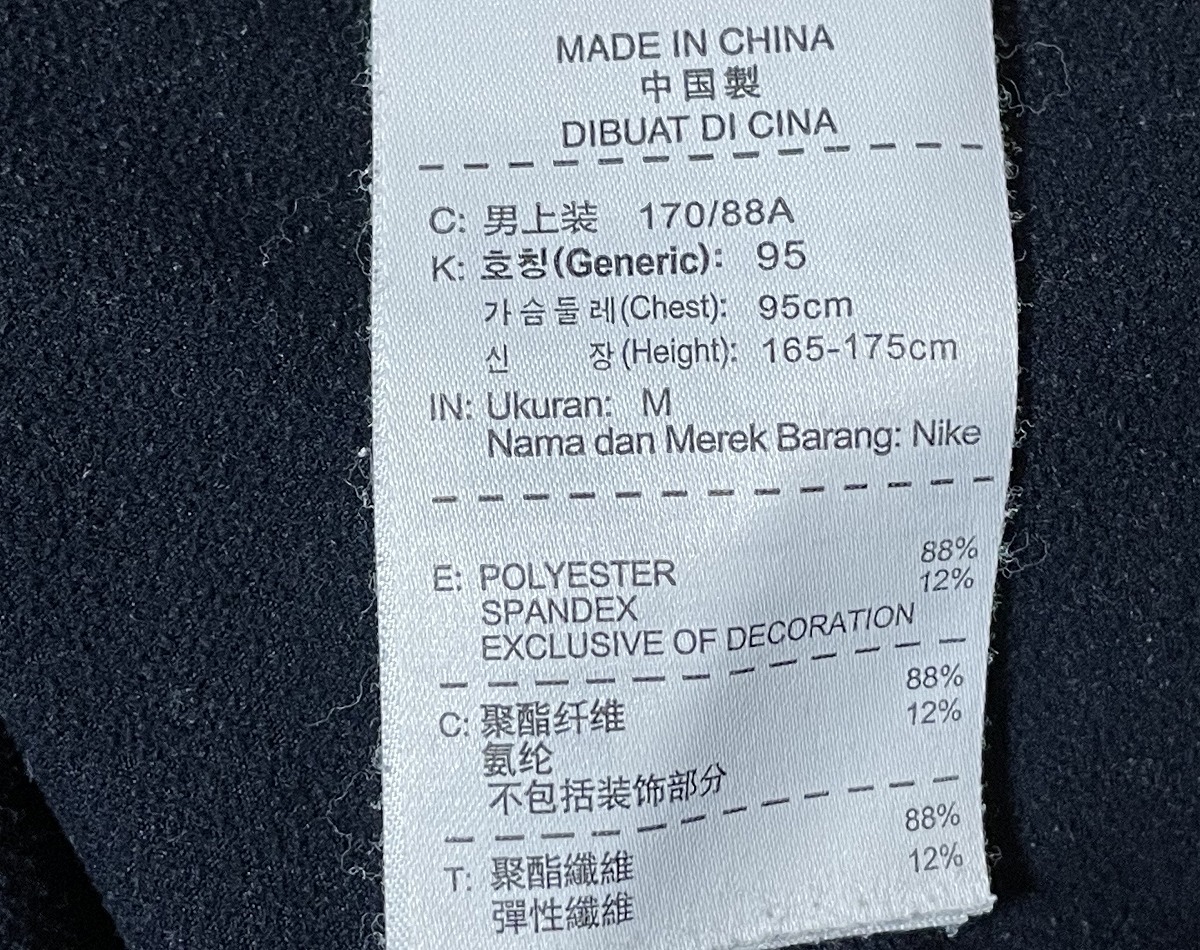 MADE IN CHINA
中国製
DIBUAT DI CINA
C: 男上装 170/88A
K: 호칭(Generic): 95
가슴둘레(Chest): 95cm
신 장(Height): 165-175cm
IN: Ukuran: M
Nama dan Merek Barang: Nike
E: POLYESTER 88%
SPANDEX 12%
EXCLUSIVE OF DECORATION
C: 聚酯纤维 88%
氨纶 12%
不包括装饰部分
T: 聚酯纖維 88%
彈性纖維 12%